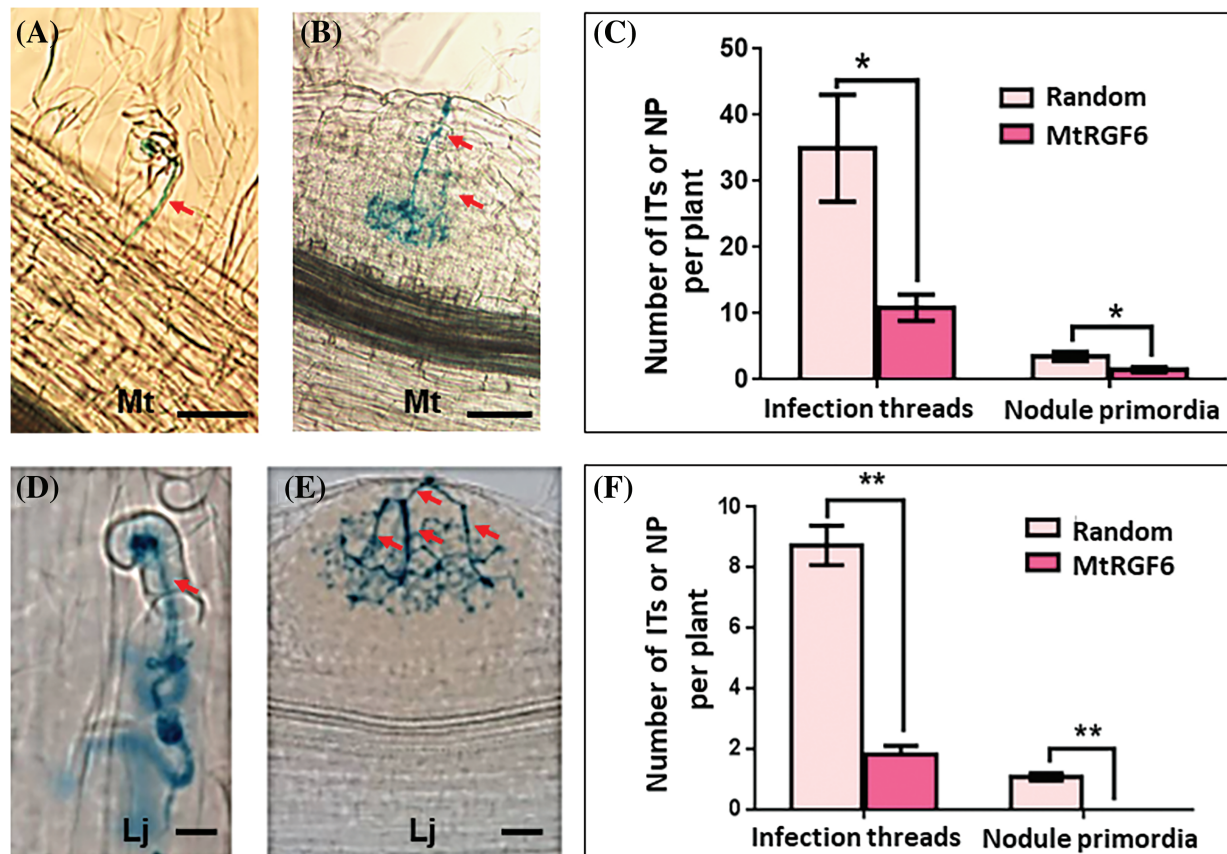 (A)
Mt
(B)
Mt
(C)
Number of ITs or NP
per plant
50
40
30
20
10
0
*
*
Random
MtRGF6
Infection threads
Nodule primordia
(D)
Lj
(E)
Lj
(F)
Number of ITs or NP
per plant
10
8
6
4
2
0
**
**
Random
MtRGF6
Infection threads
Nodule primordia